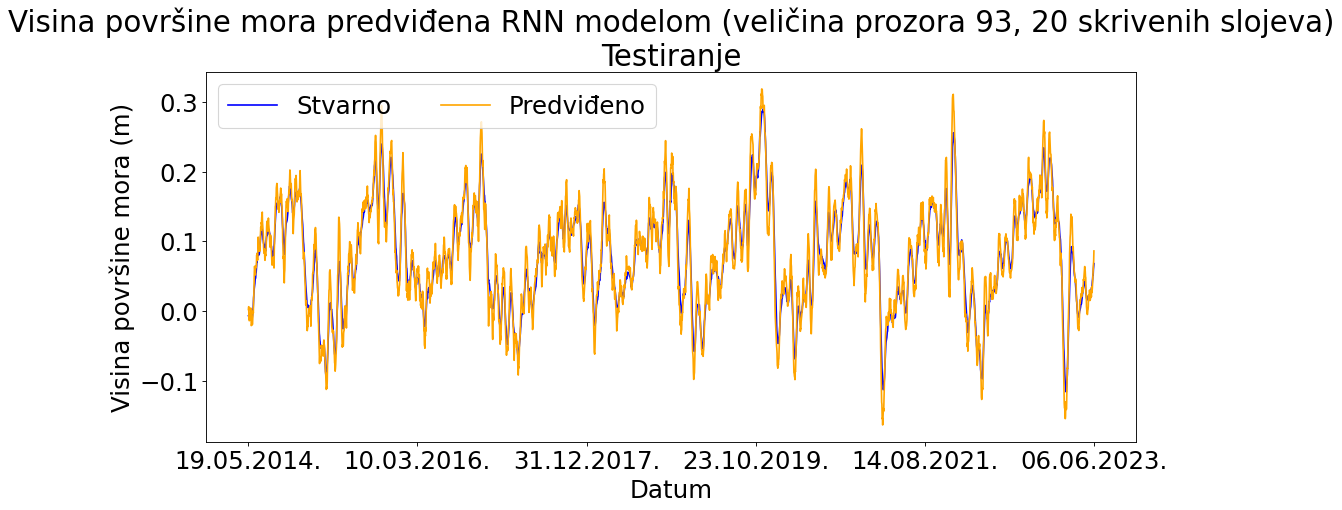 Visina površine mora predviđena RNN modelom (veličina prozora 93, 20 skrivenih slojeva)
Testiranje
Stvarno Predviđeno
Visina površine mora (m)
0.3
0.2
0.1
0.0
−0.1
19.05.2014. 10.03.2016. 31.12.2017. 23.10.2019. 14.08.2021. 06.06.2023.
Datum